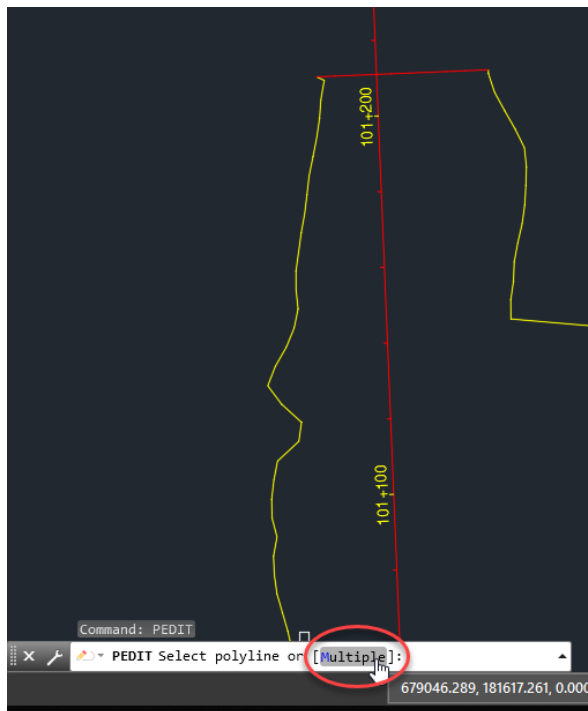 101+200
101+100
Command: PEDIT
PEDIT Select polyline or [Multiple]:
679046.289, 181617.261, 0.000